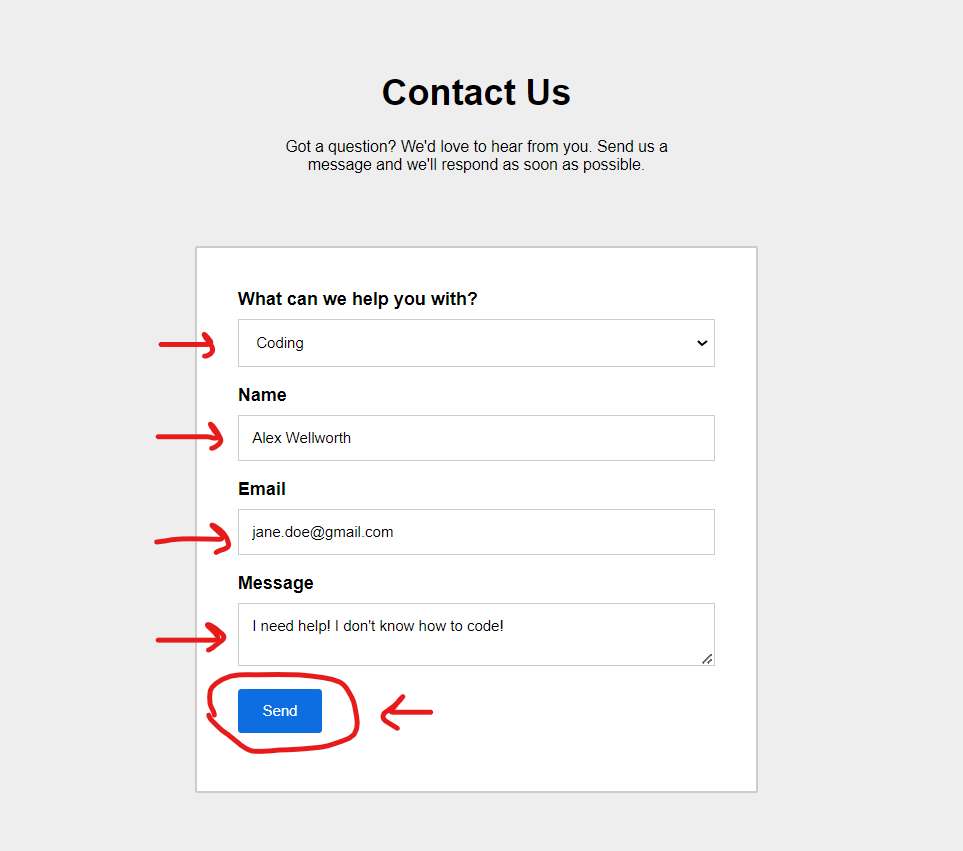 Contact Us
Got a question? We'd love to hear from you. Send us a
message and we'll respond as soon as possible.
What can we help you with?
Coding
Name
Alex Wellworth
Email
jane.doe@gmail.com
Message
I need help! I don't know how to code!
Send